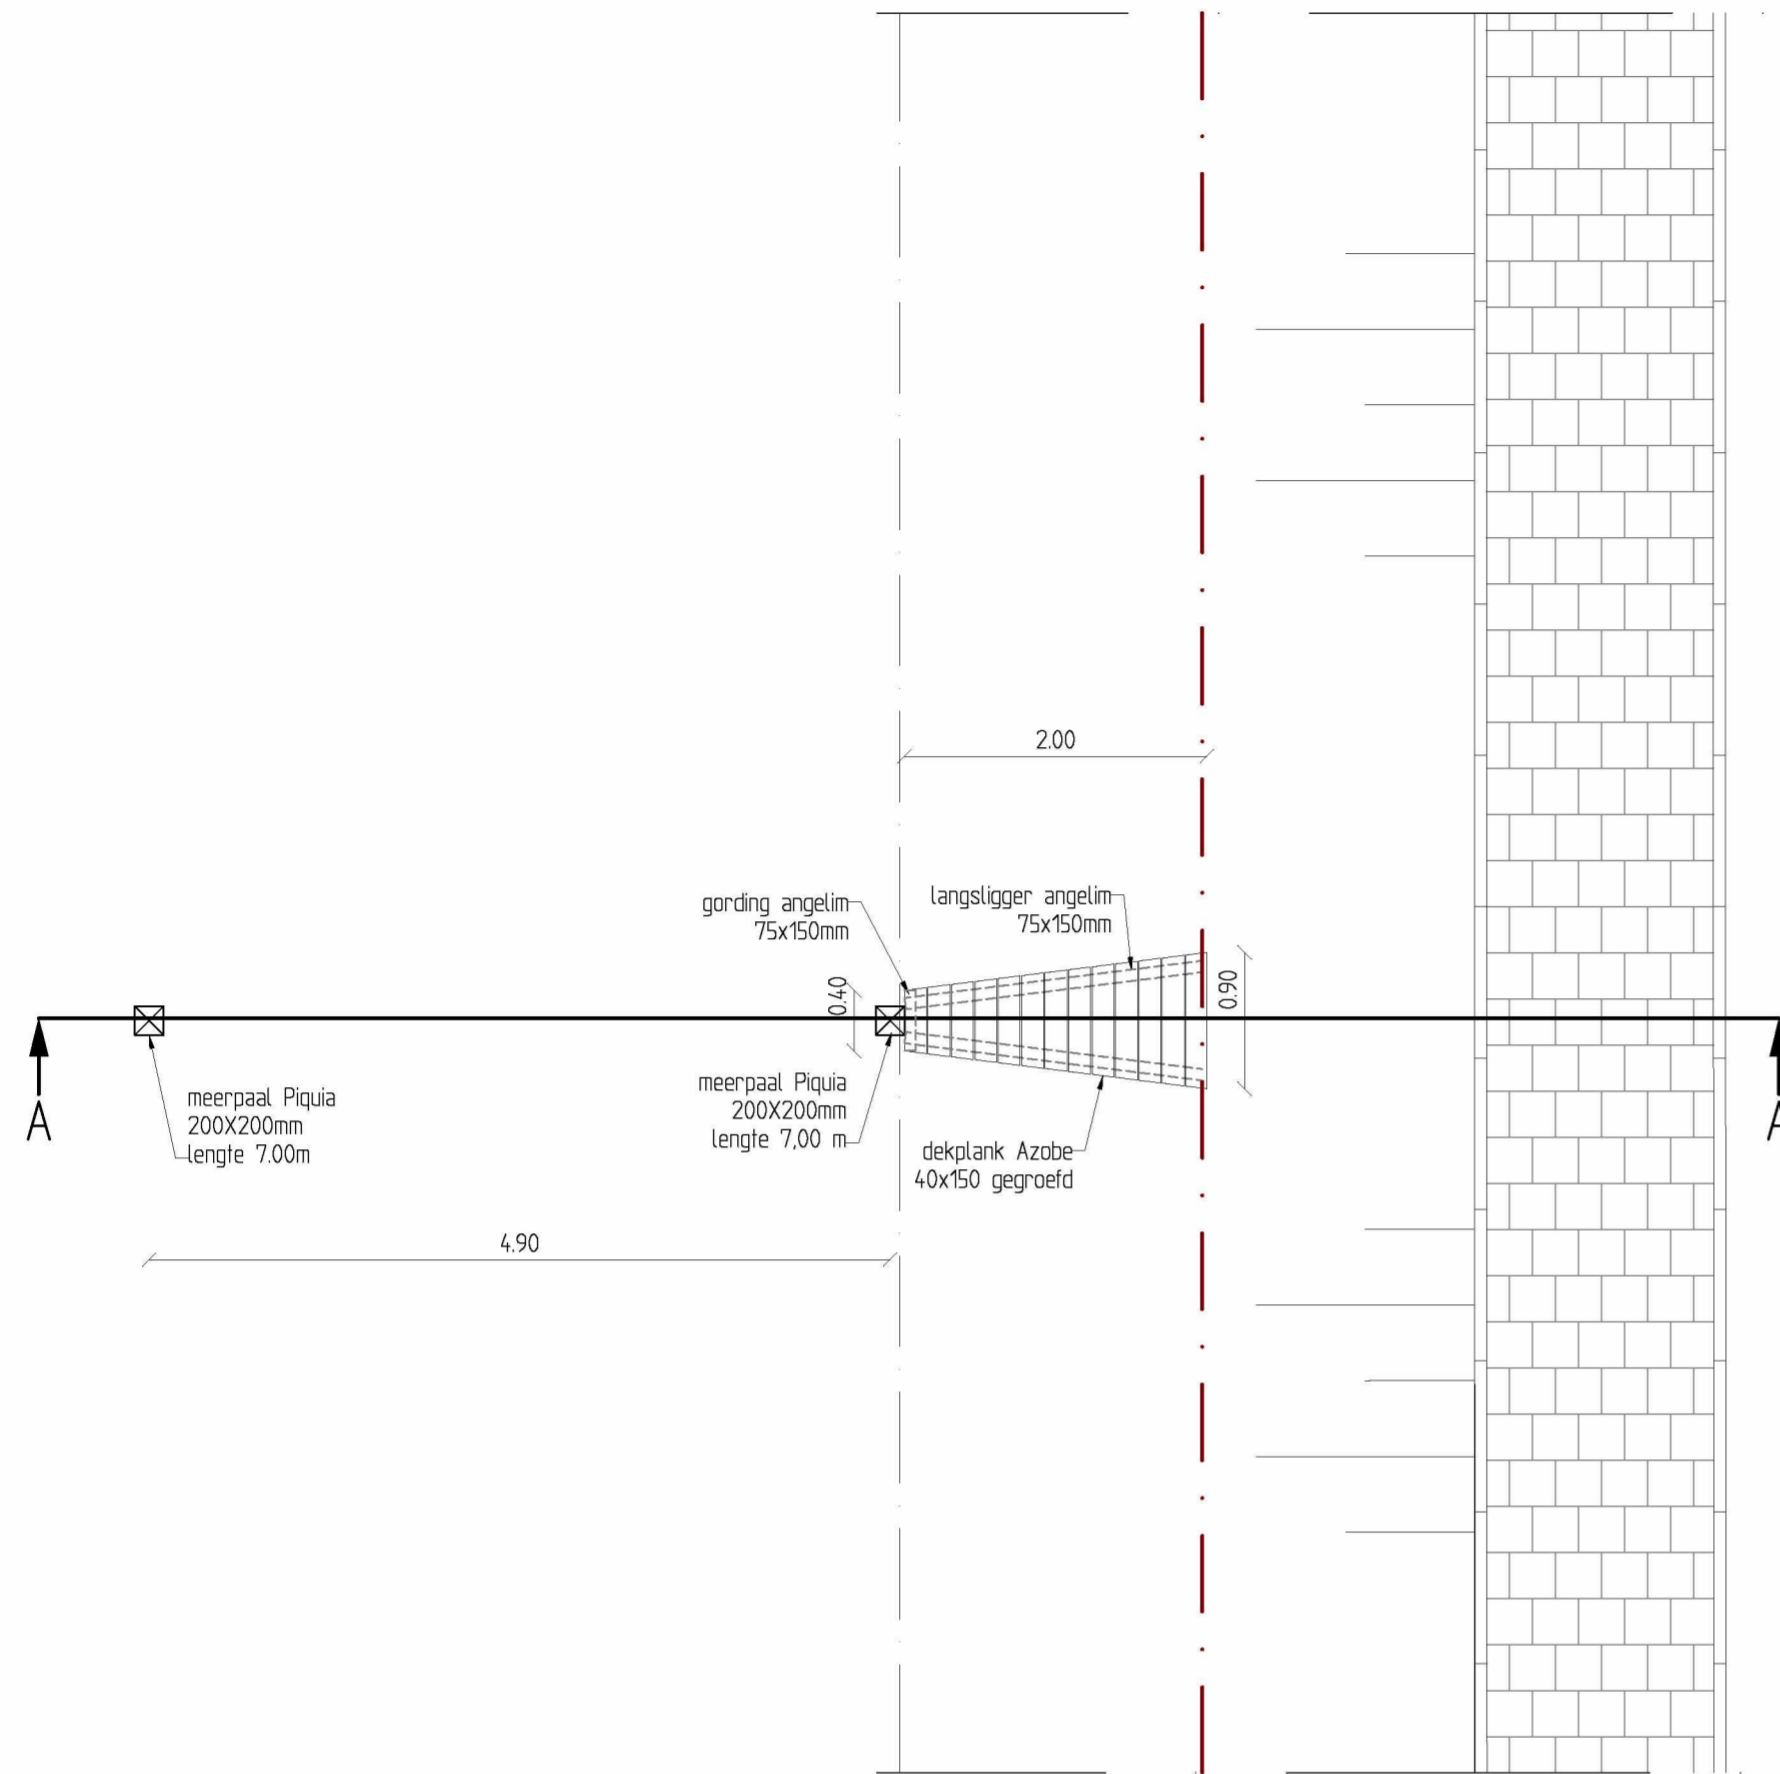 2.00
gording angelim
75x150mm
langsligger angelim
75x150mm
0.40
0.90
A
A
meerpaal Piquia
200X200mm
lengte 7.00m
meerpaal Piquia
200X200mm
lengte 7,00 m
dekplank Azobe
40x150 gegroefd
4.90